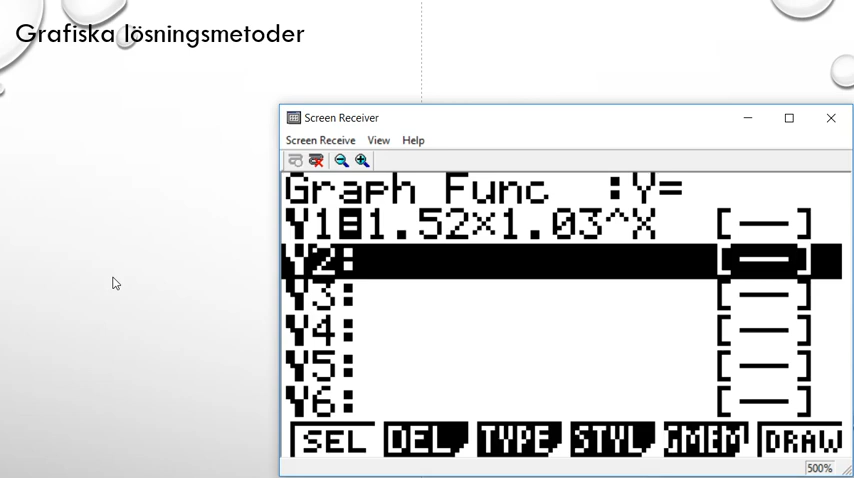 Grafiska lösningsmetoder
Screen Receiver
Screen Receive View Help
Graph Func :Y=
Y1=1.52×1.03^X [—]
Y2: [—]
Y3: [—]
Y4: [—]
Y5: [—]
Y6: [—]
SEL DEL TYPE STYL GMEM DRAW
500%